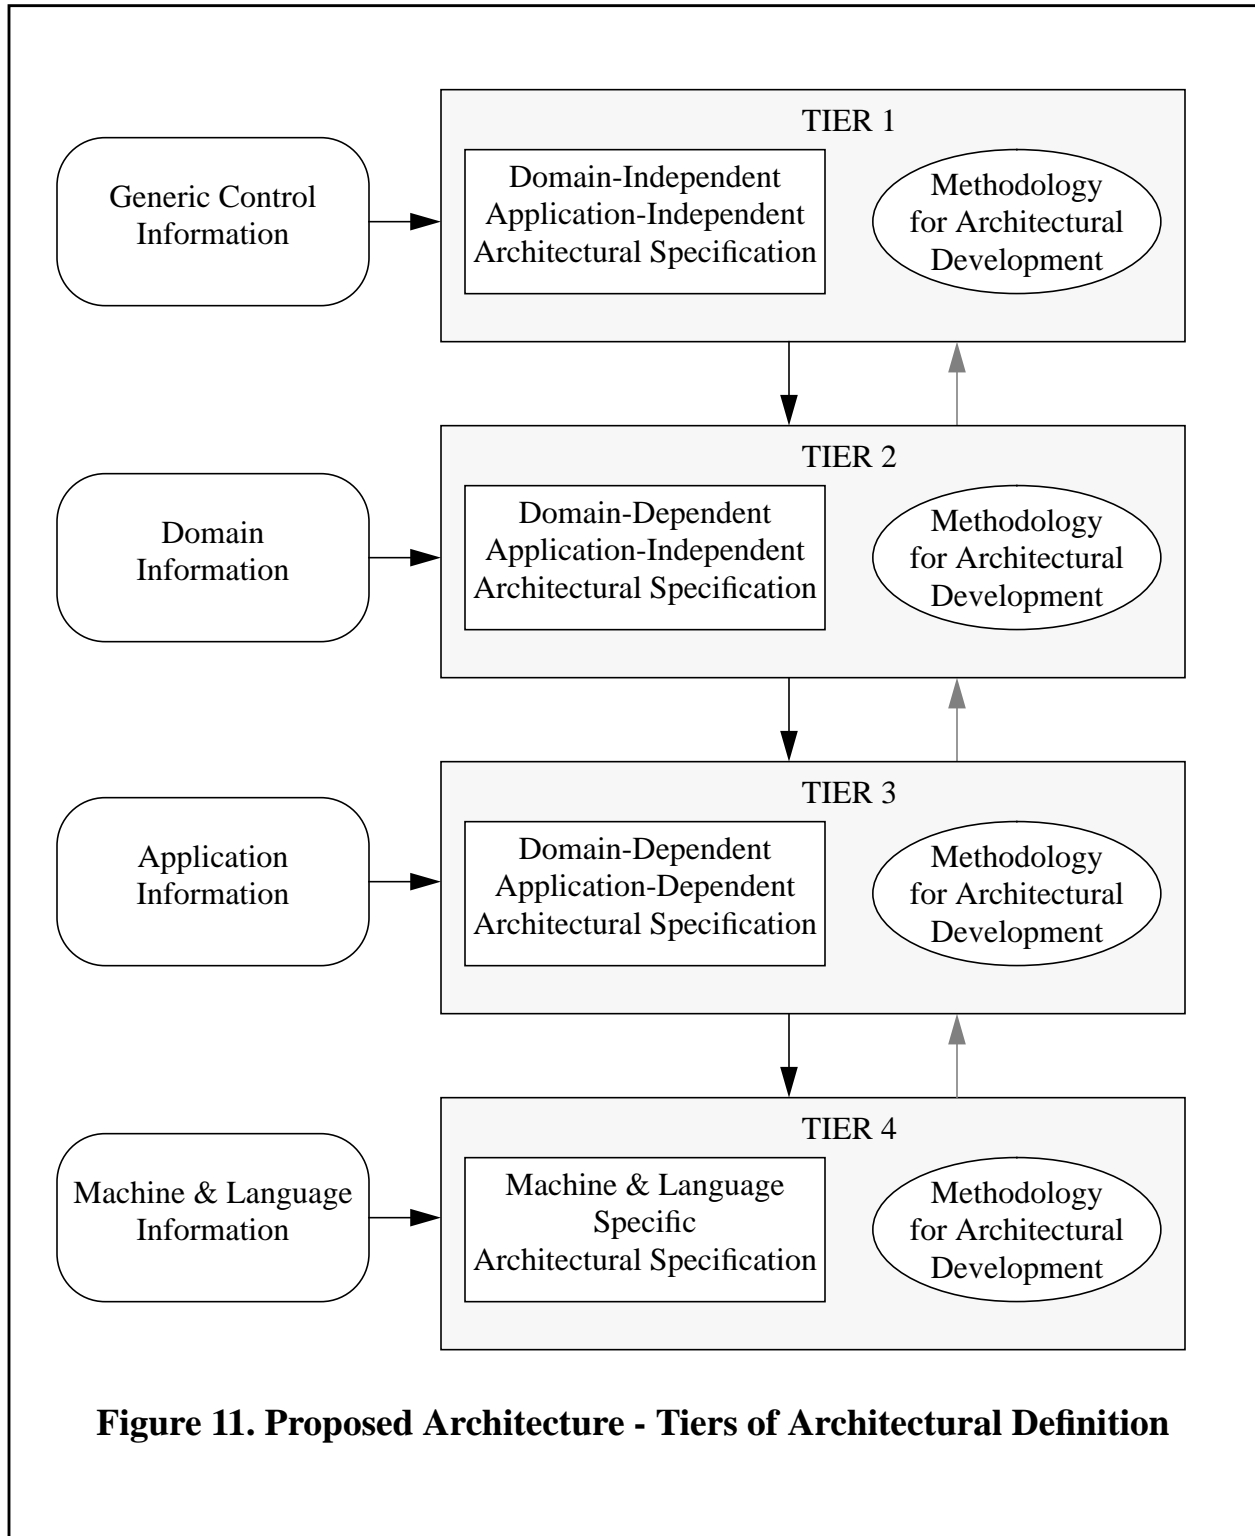 TIER 1
Generic Control
Information
Domain-Independent
Application-Independent
Architectural Specification
Methodology
for Architectural
Development
TIER 2
Domain
Information
Domain-Dependent
Application-Independent
Architectural Specification
Methodology
for Architectural
Development
TIER 3
Application
Information
Domain-Dependent
Application-Dependent
Architectural Specification
Methodology
for Architectural
Development
TIER 4
Machine & Language
Information
Machine & Language
Specific
Architectural Specification
Methodology
for Architectural
Development
Figure 11. Proposed Architecture - Tiers of Architectural Definition